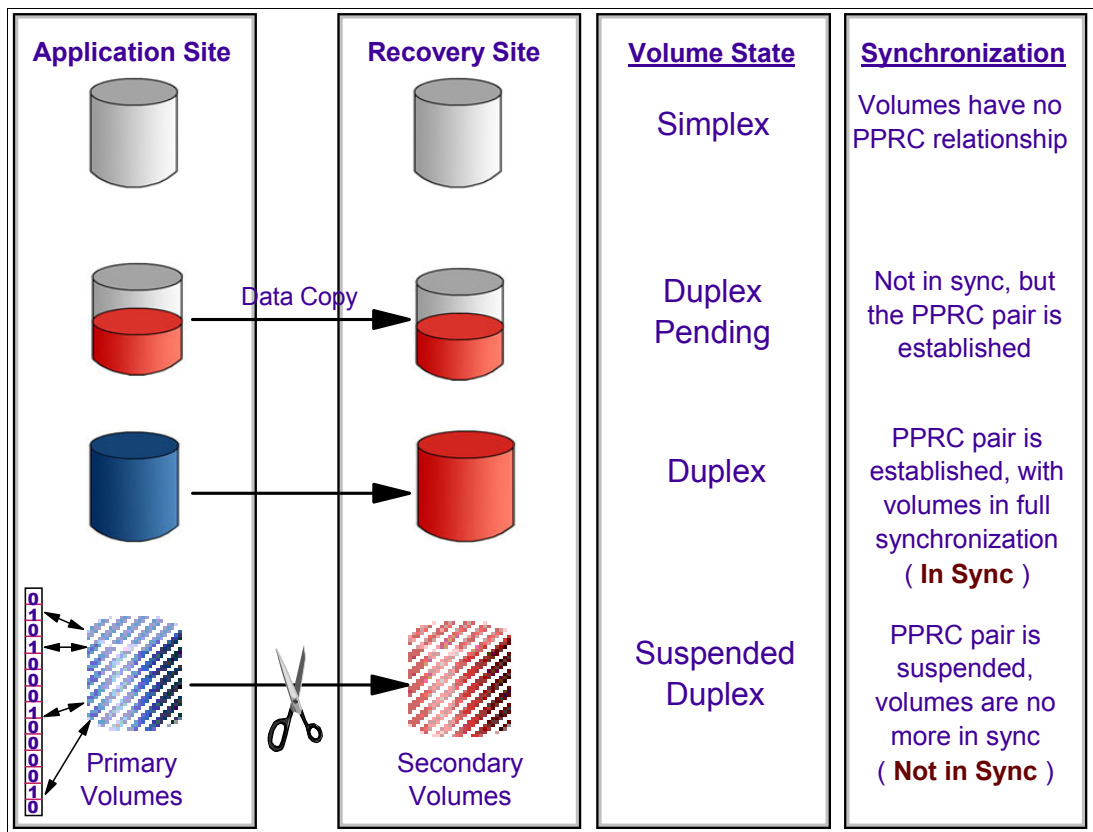 Application Site
Recovery Site
Volume State
Synchronization
Simplex
Volumes have no
PPRC relationship
Data Copy
Duplex
Pending
Not in sync, but
the PPRC pair is
established
Duplex
PPRC pair is
established, with
volumes in full
synchronization
( In Sync )
0
1
0
1
0
0
0
1
0
0
0
0
1
0
Primary
Volumes
Secondary
Volumes
Suspended
Duplex
PPRC pair is
suspended,
volumes are no
more in sync
( Not in Sync )